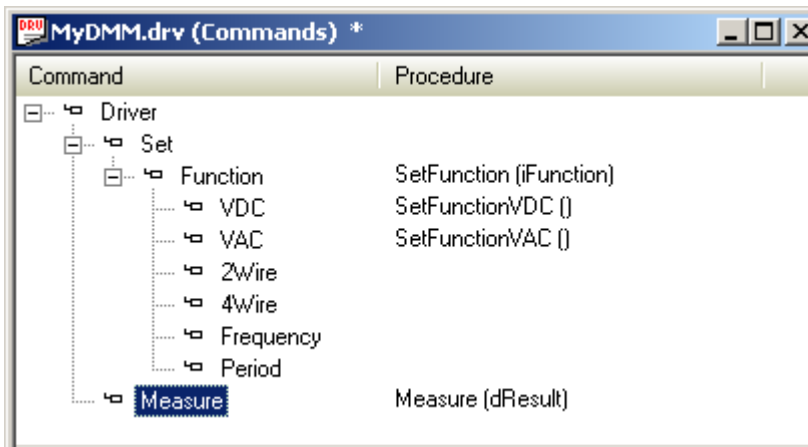 DRV MyDMM.drv (Commands) *
Command Procedure
Driver
Set
Function SetFunction (iFunction)
VDC SetFunctionVDC ()
VAC SetFunctionVAC ()
2Wire
4Wire
Frequency
Period
Measure Measure (dResult)